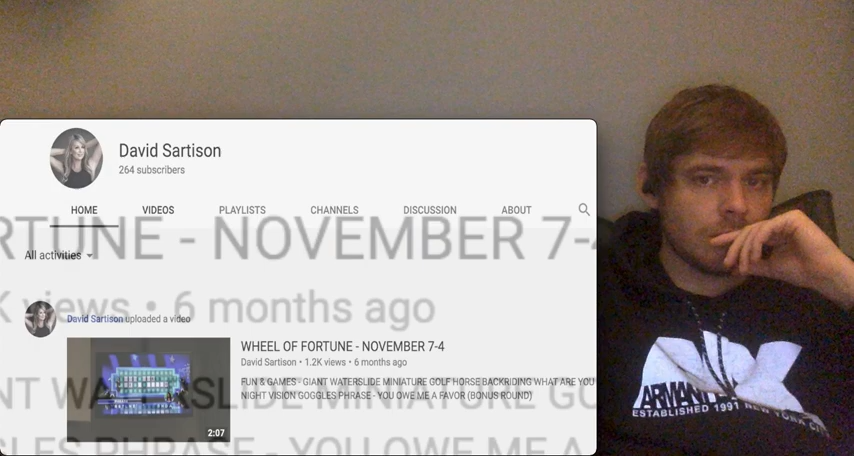 David Sartison
264 subscribers
HOME VIDEOS PLAYLISTS CHANNELS DISCUSSION ABOUT
RTUNE - NOVEMBER 7-4
All activities
K views • 6 months ago
David Sartison uploaded a video
WHEEL OF FORTUNE - NOVEMBER 7-4
David Sartison • 1.2K views • 6 months ago
FUN & GAMES - GIANT WATERSLIDE MINIATURE GOLF HORSE BACKRIDING WHAT ARE YOU
NT WATERSLIDE MINIATURE GO
NIGHT VISION GOGGLES PHRASE - YOU OWE ME A FAVOR (BONUS ROUND)
2:07
LES PHRASE - YOU OWE ME A
ARMANI
ESTABLISHED 1991 NEW YORK CITY